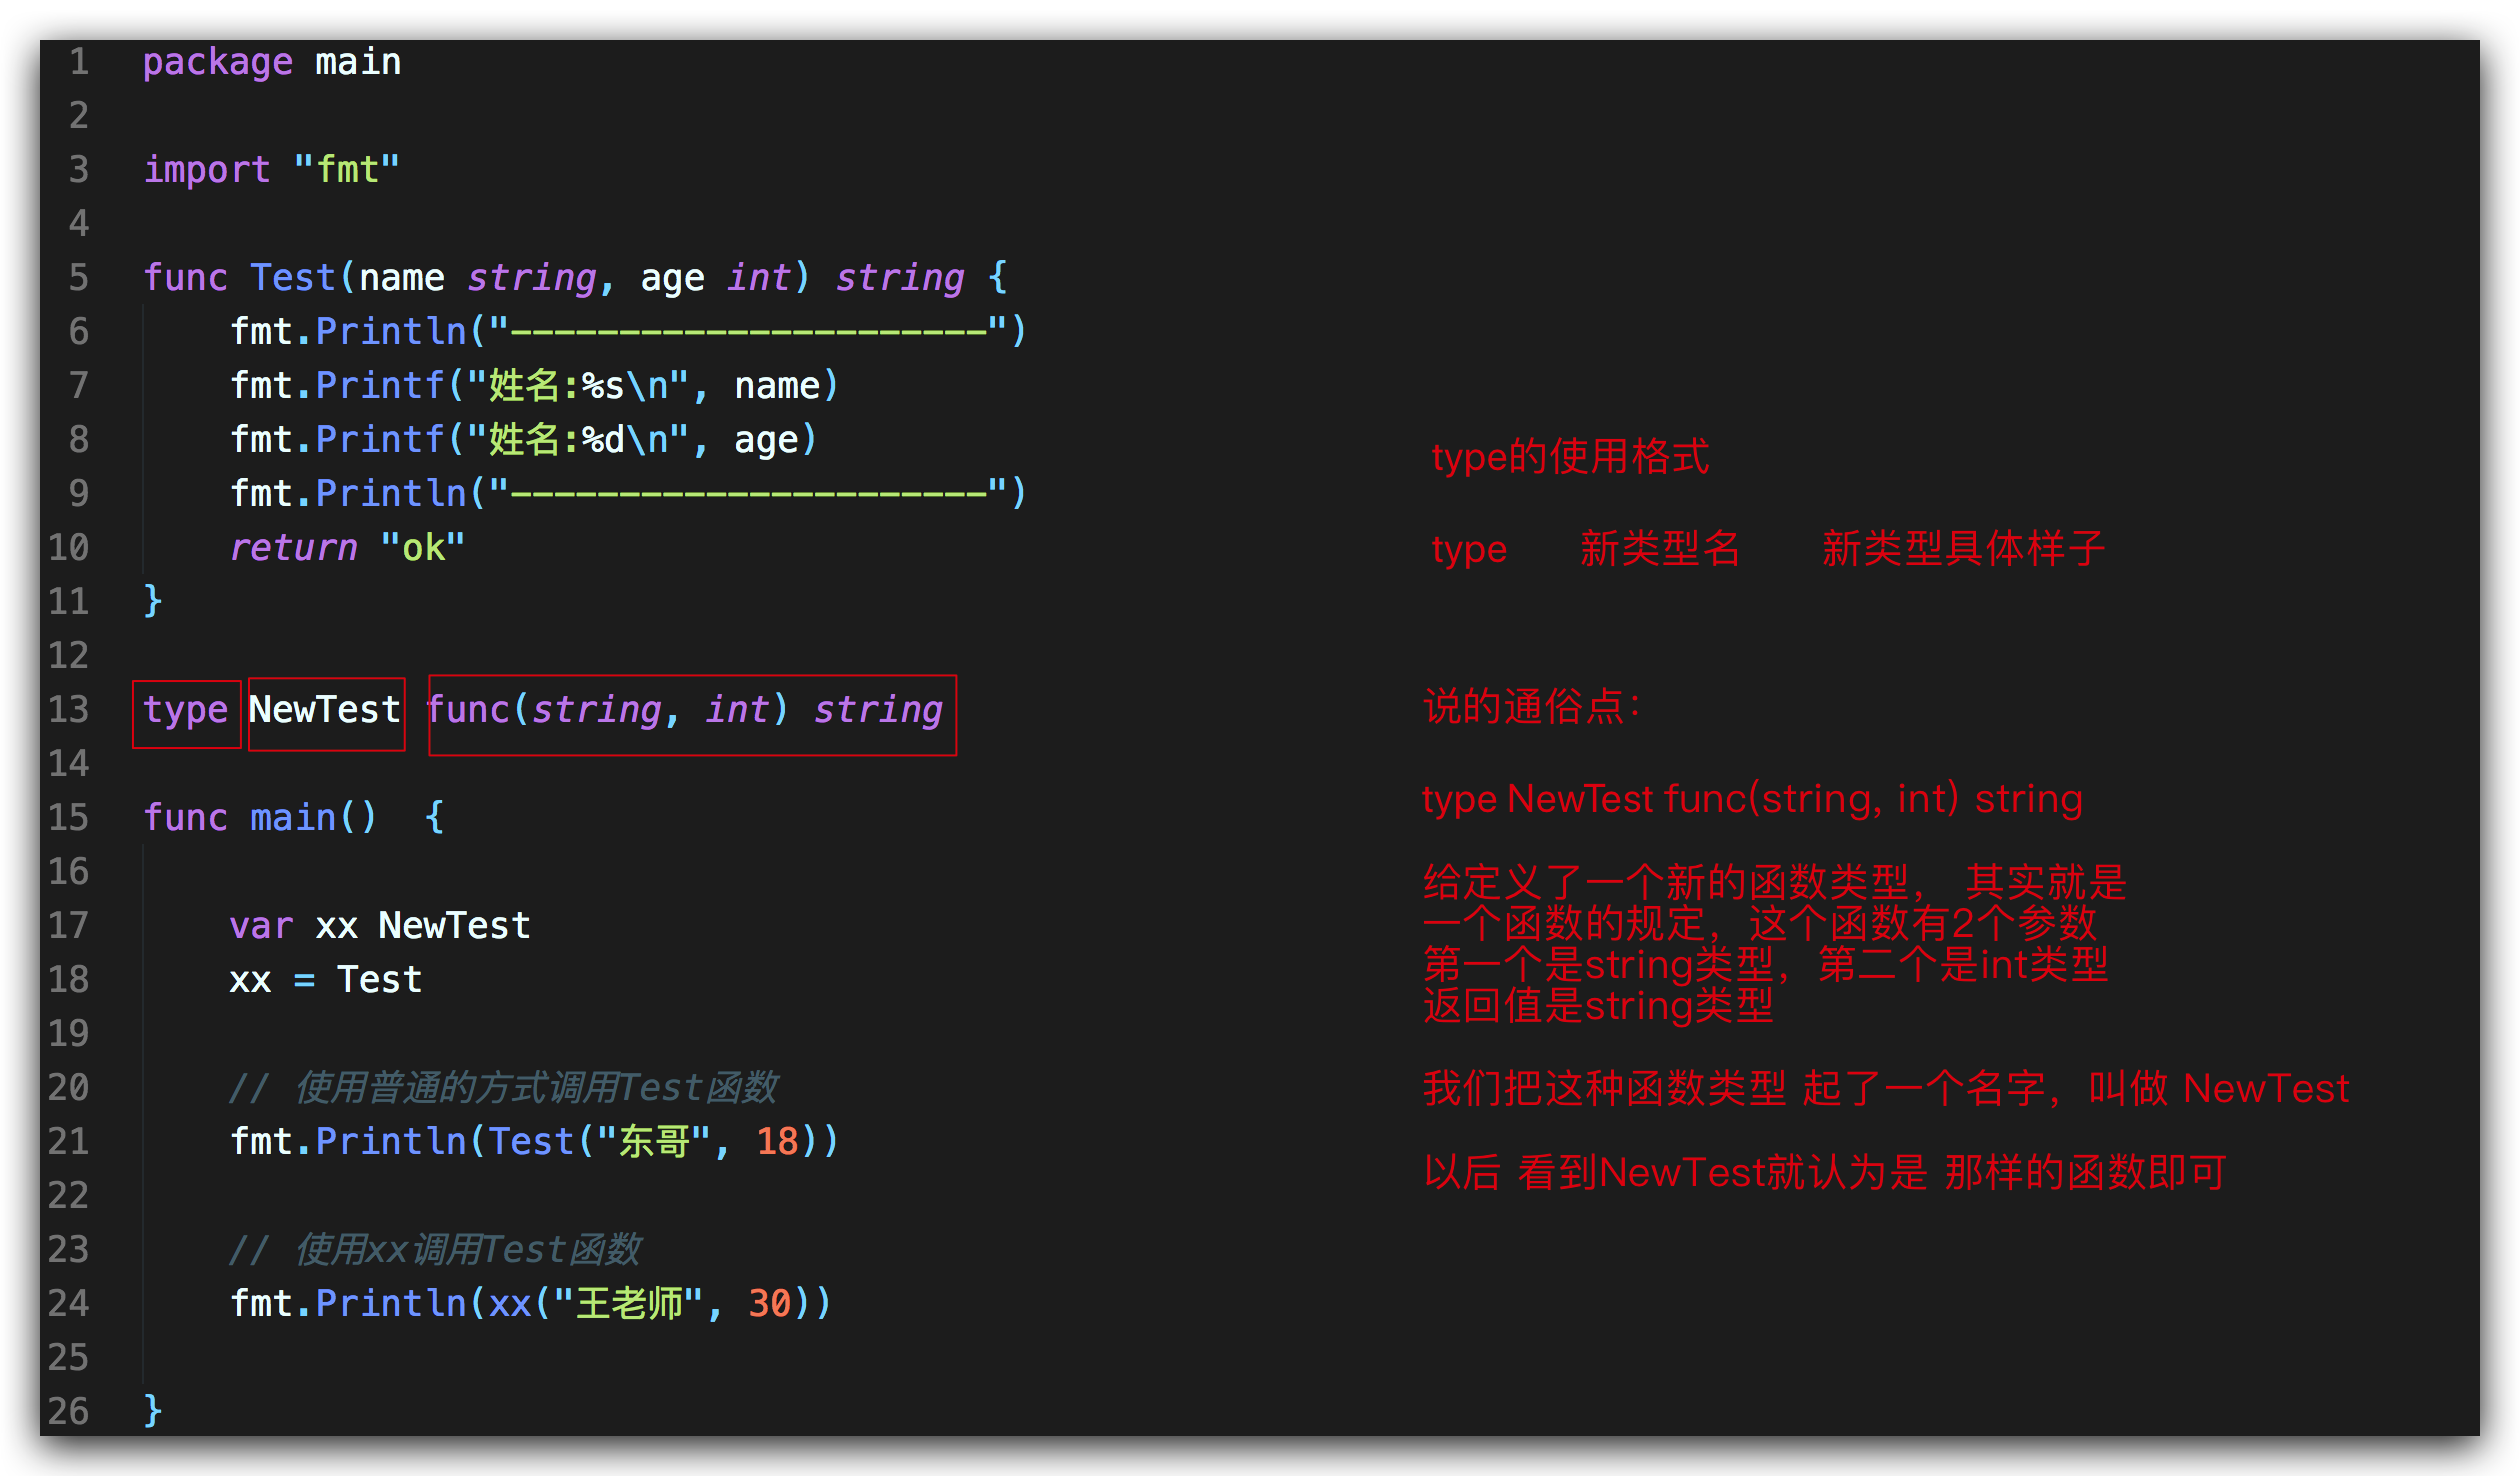 1 package main
2
3 import "fmt"
4
5 func Test(name string, age int) string {
6 fmt.Println("----------------------")
7 fmt.Printf("姓名:%s\n", name)
8 fmt.Printf("姓名:%d\n", age)
9 fmt.Println("----------------------")
10 return "ok"
11 }
12
13 type NewTest func(string, int) string
14
15 func main()  {
16
17 var xx NewTest
18 xx = Test
19
20 // 使用普通的方式调用Test函数
21 fmt.Println(Test("东哥", 18))
22
23 // 使用xx调用Test函数
24 fmt.Println(xx("王老师", 30))
25
26 }
type的使用格式
type 新类型名 新类型具体样子
说的通俗点：
type NewTest func(string, int) string
给定义了一个新的函数类型， 其实就是
一个函数的规定，这个函数有2个参数
第一个是string类型，第二个是int类型
返回值是string类型
我们把这种函数类型 起了一个名字，叫做 NewTest
以后 看到NewTest就认为是 那样的函数即可